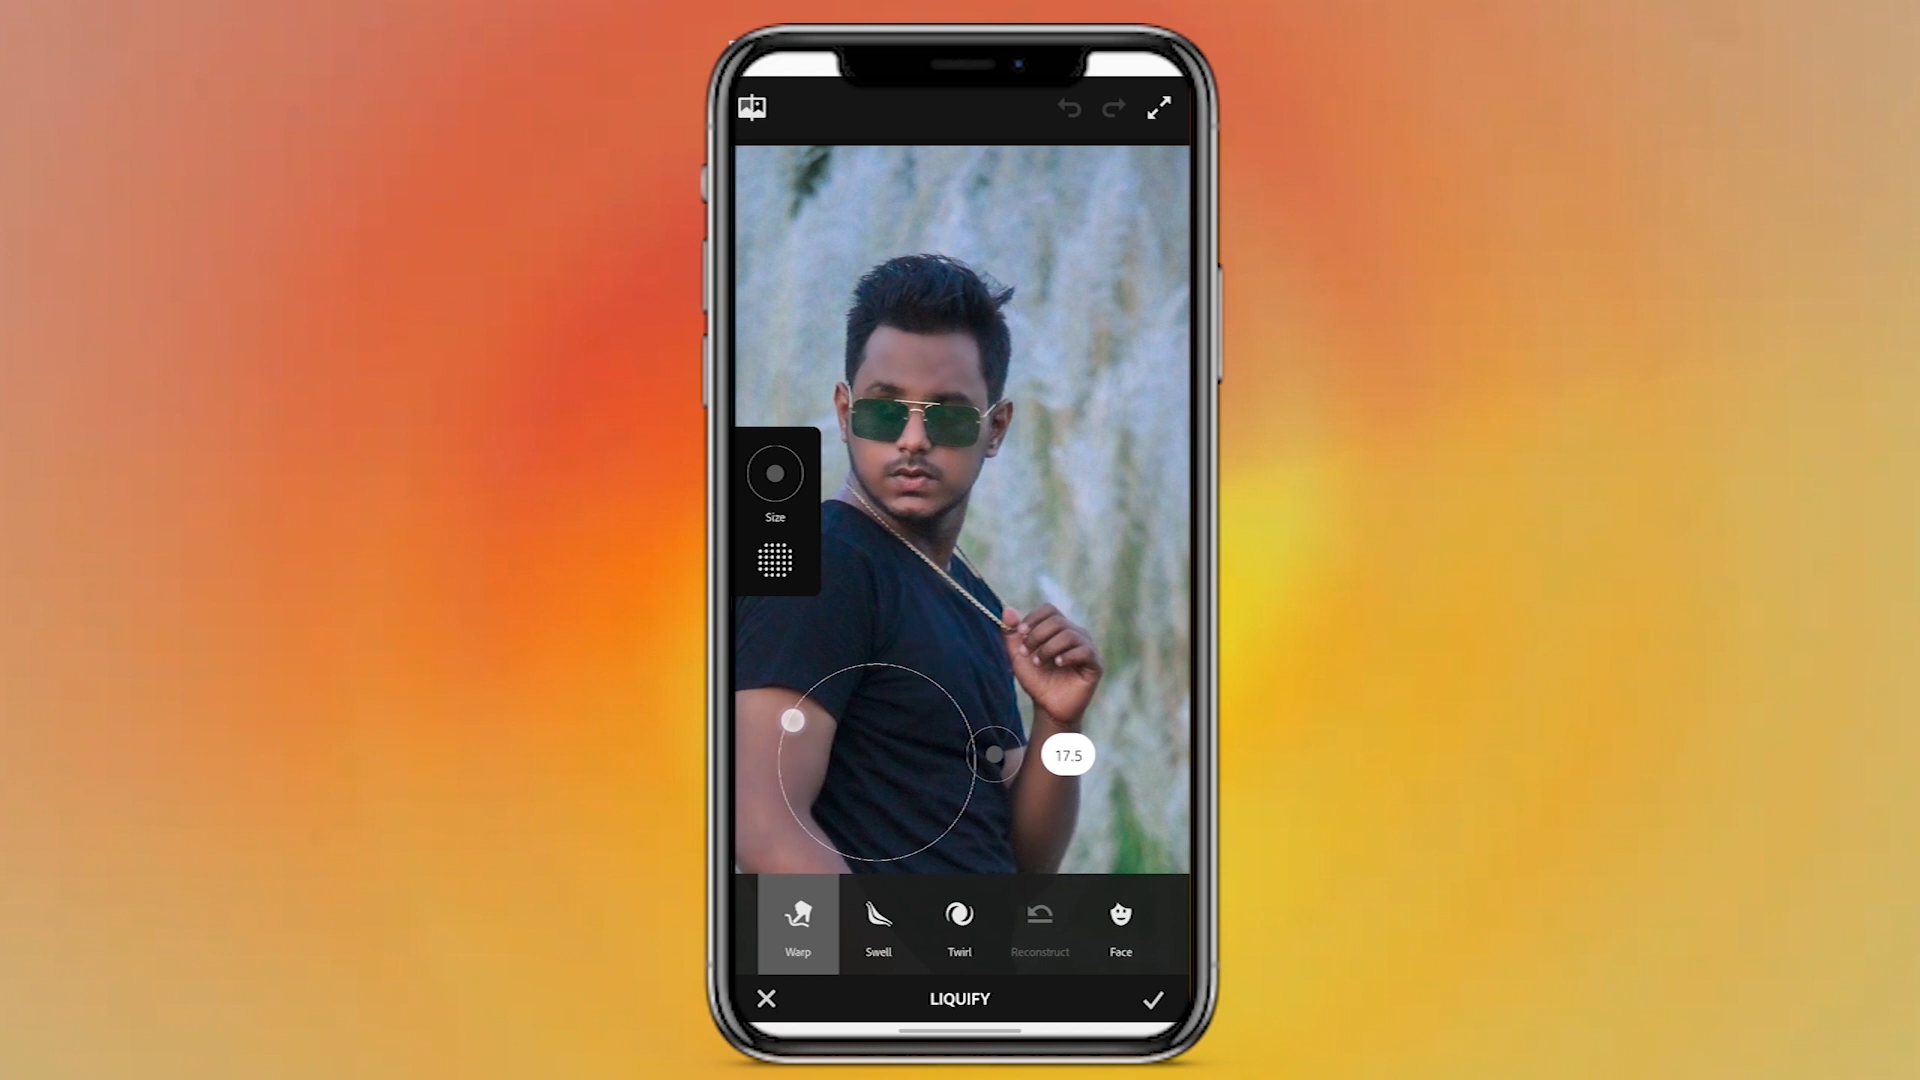 Size
17.5
Warp
Swell
Twirl
Reconstruct
Face
LIQUIFY